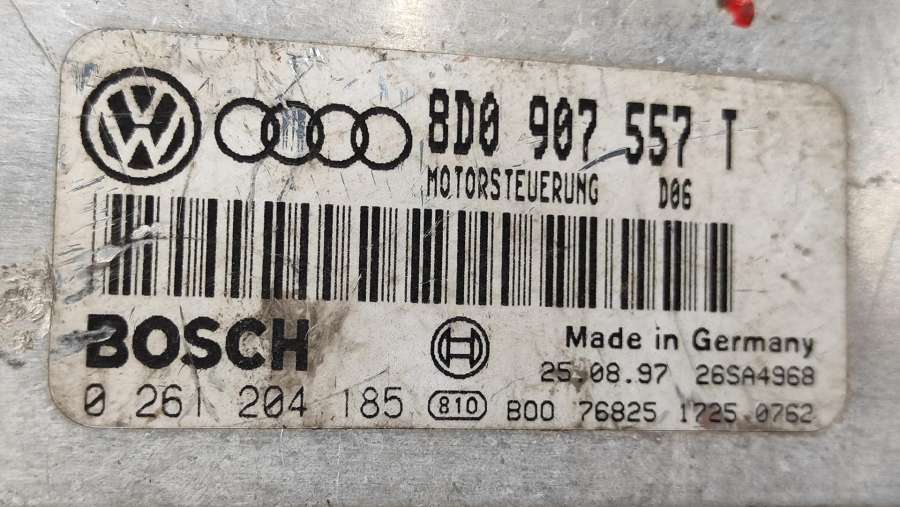 8D0 907 557 T
MOTORSTEUERUNG D06
BOSCH
Made in Germany
25.08.97 26SA4968
0 261 204 185 810 B00 76825 1725 0762